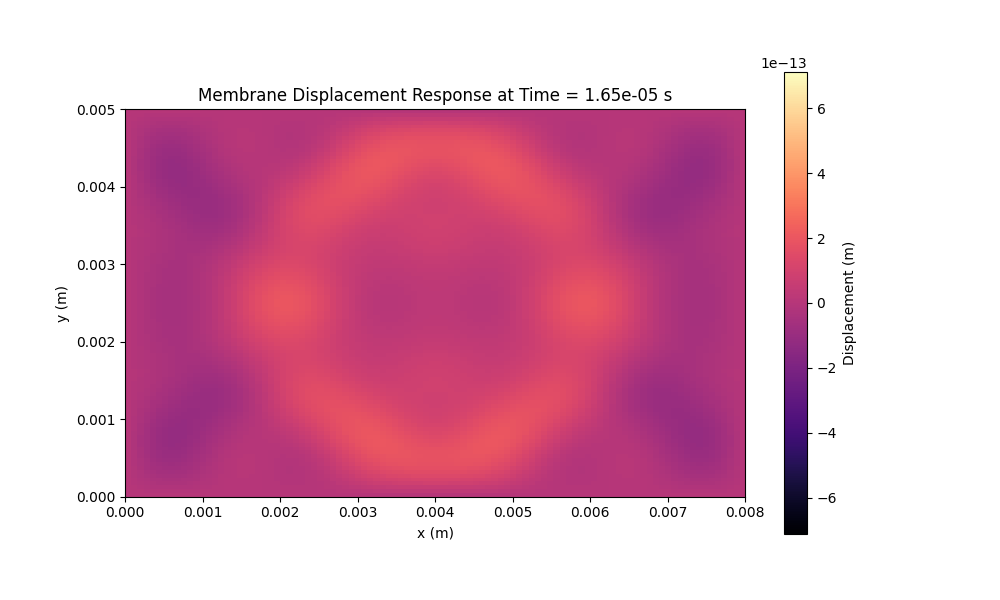 1e−13
Membrane Displacement Response at Time = 1.65e-05 s
0.005
0.004
0.003
0.002
0.001
0.000
y (m)
0.000 0.001 0.002 0.003 0.004 0.005 0.006 0.007 0.008
x (m)
6
4
2
0
−2
−4
−6
Displacement (m)